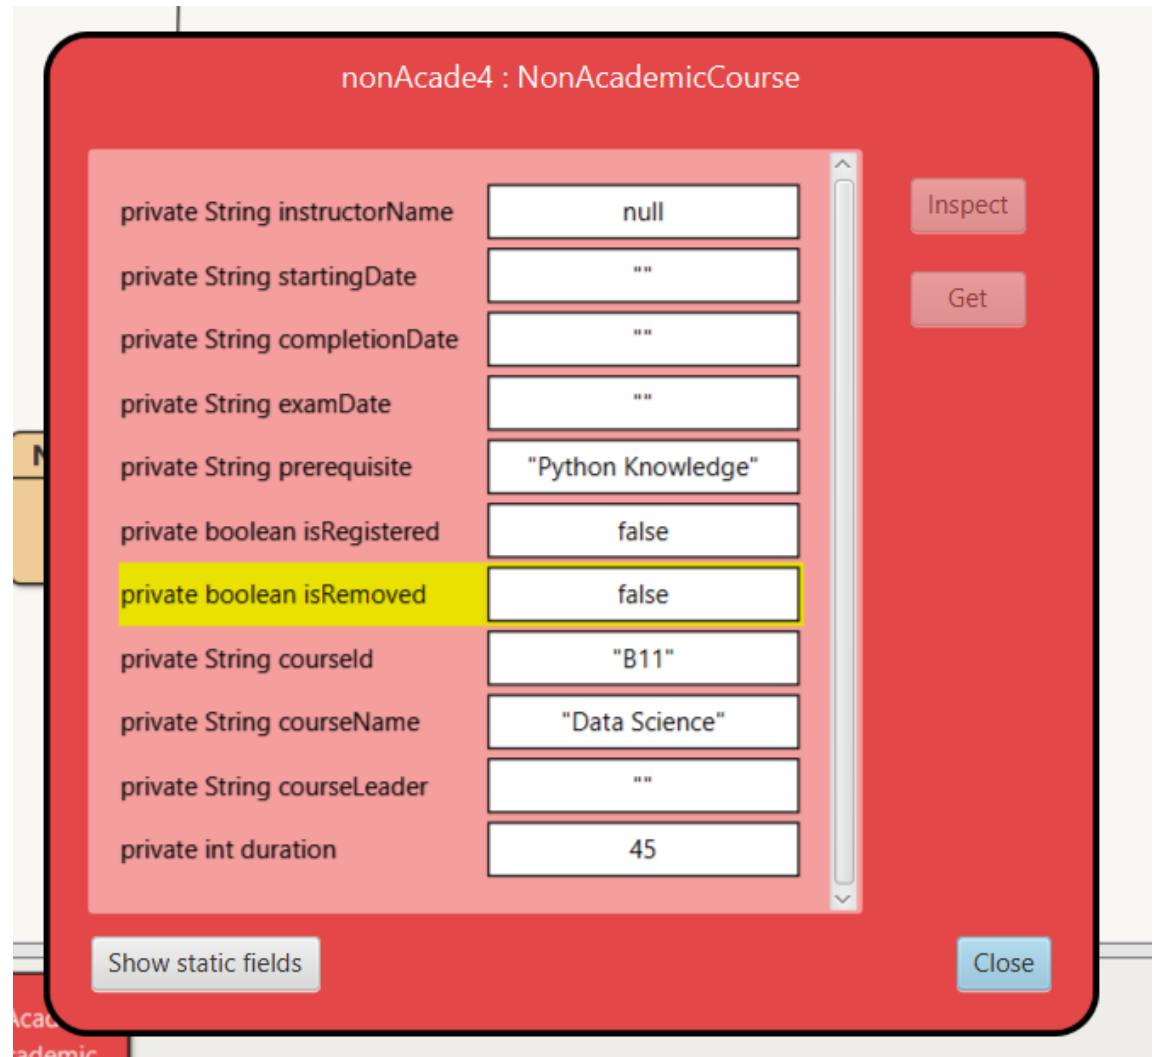 nonAcade4 : NonAcademicCourse
private String instructorName null
private String startingDate ""
private String completionDate ""
private String examDate ""
private String prerequisite "Python Knowledge"
private boolean isRegistered false
private boolean isRemoved false
private String courseId "B11"
private String courseName "Data Science"
private String courseLeader ""
private int duration 45
Inspect
Get
Show static fields
Close
N